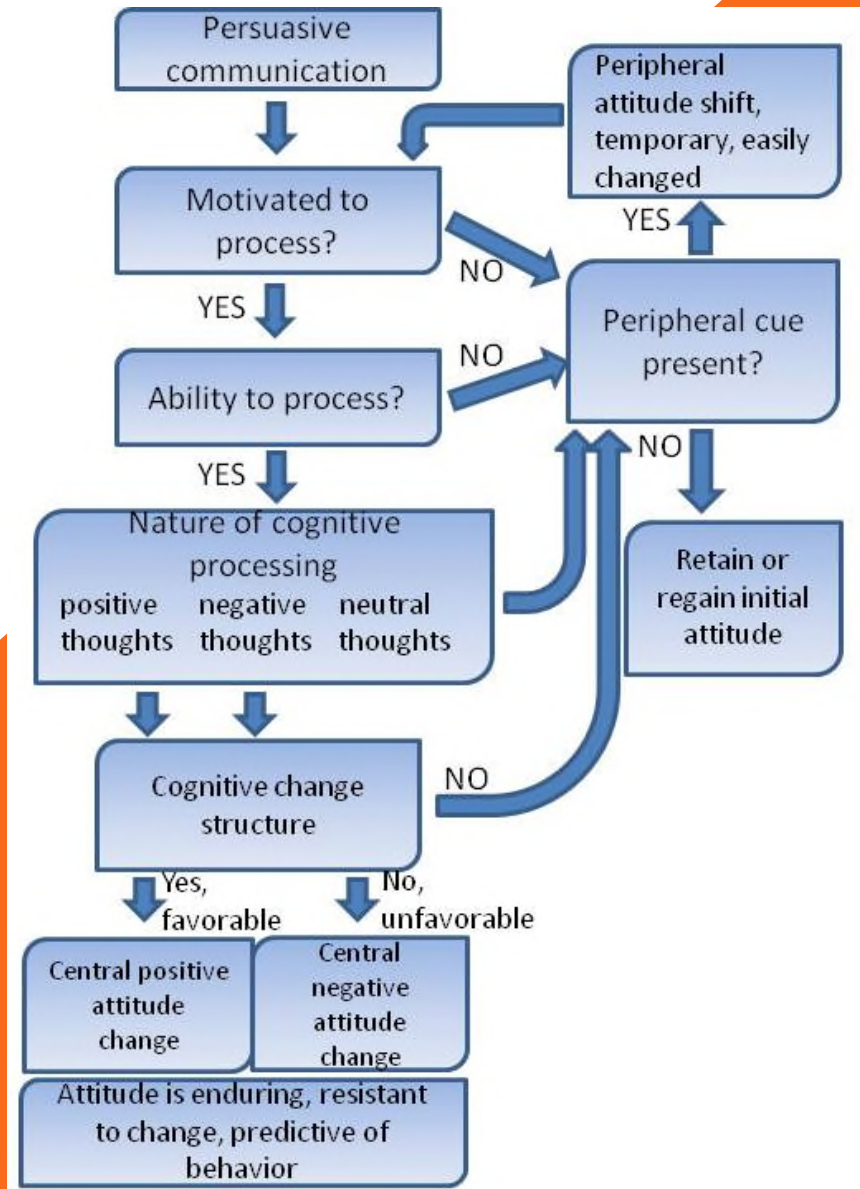 Persuasive
communication
Peripheral
attitude shift,
temporary, easily
changed
Motivated to
process?
NO
YES
YES
Peripheral cue
present?
Ability to process?
NO
YES
NO
Nature of cognitive
processing
positive negative neutral
thoughts thoughts thoughts
Retain or
regain initial
attitude
Cognitive change
structure
NO
Yes,
favorable
No,
unfavorable
Central positive
attitude
change
Central
negative
attitude
change
Attitude is enduring, resistant
to change, predictive of
behavior